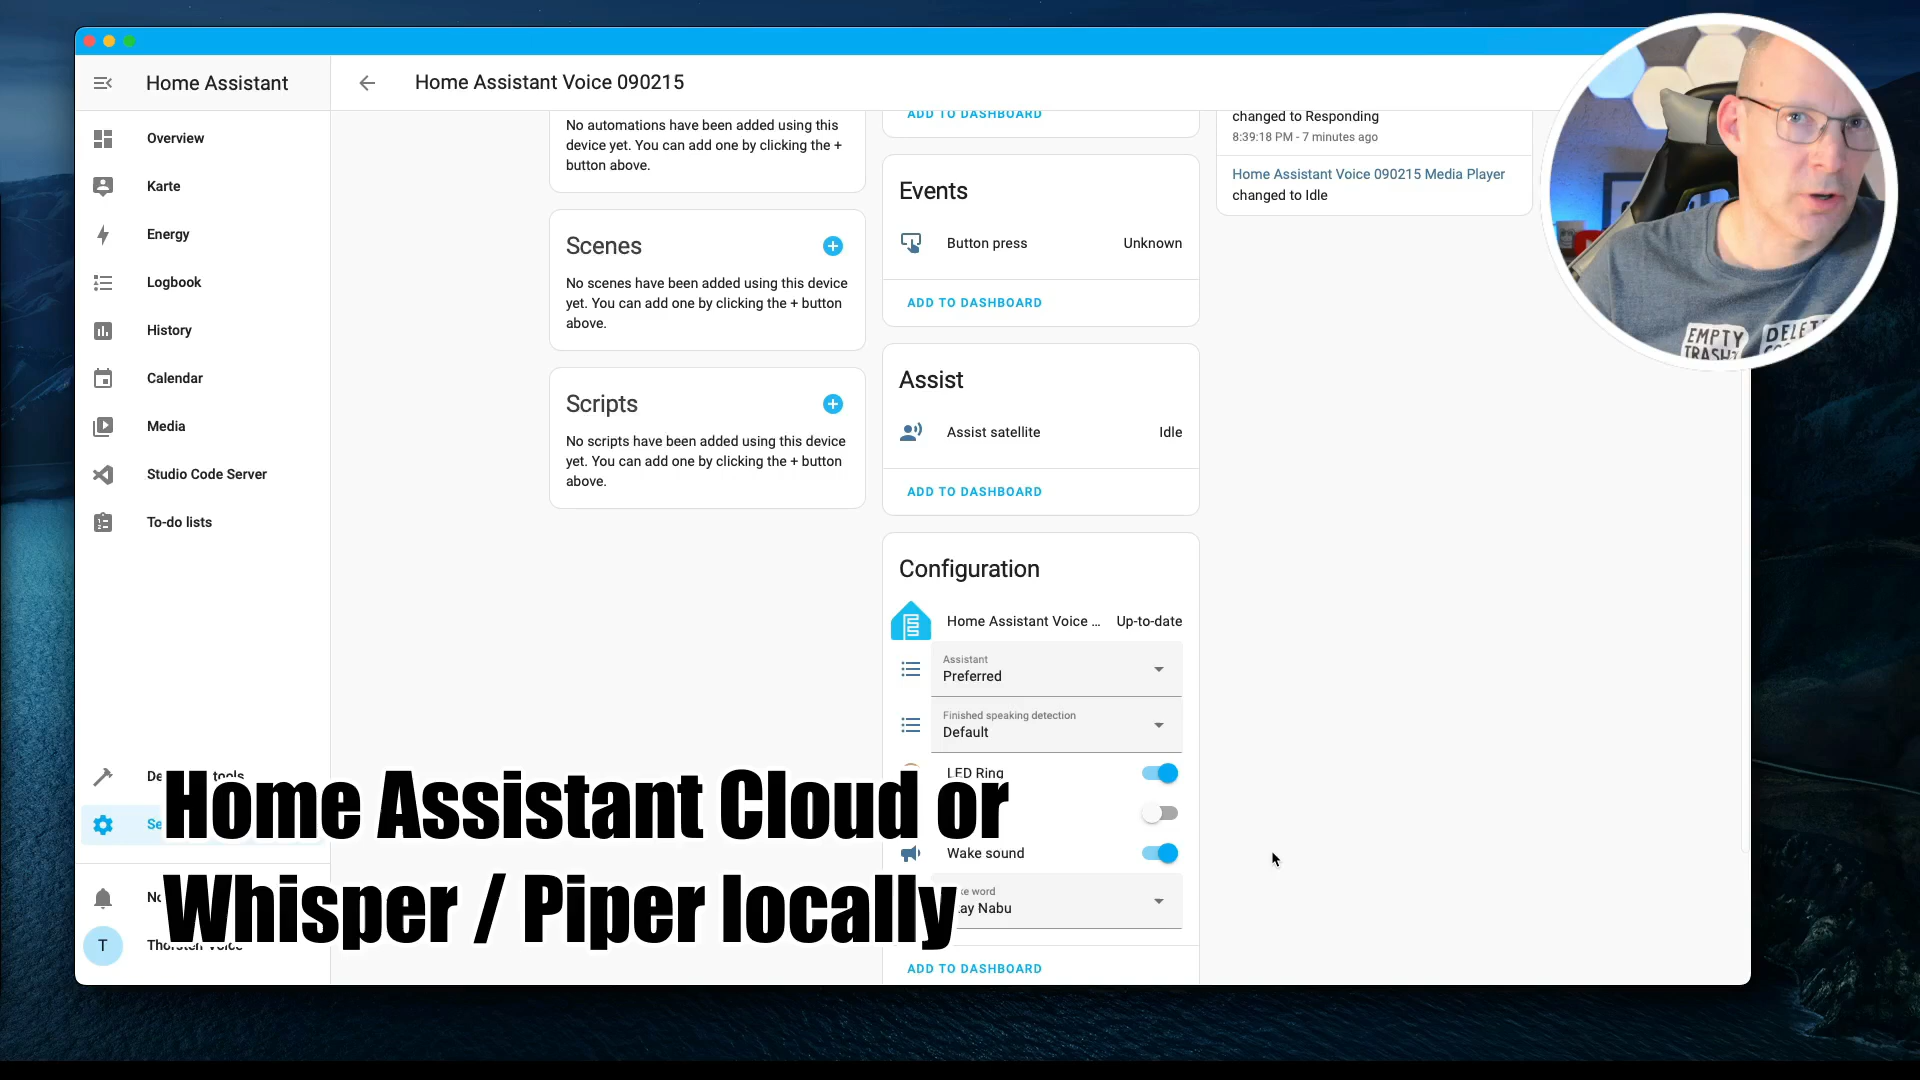 Home Assistant
Home Assistant Voice 090215
Overview
Karte
Energy
Logbook
History
Calendar
Media
Studio Code Server
To-do lists
tools
T
No automations have been added using this
device yet. You can add one by clicking the +
button above.
Scenes
No scenes have been added using this device
yet. You can add one by clicking the + button
above.
Scripts
No scripts have been added using this device
yet. You can add one by clicking the + button
above.
ADD TO DASHBOARD
Events
Button press Unknown
ADD TO DASHBOARD
Assist
Assist satellite Idle
ADD TO DASHBOARD
Configuration
Home Assistant Voice ... Up-to-date
Assistant
Preferred
Finished speaking detection
Default
LED Ring
Wake sound
word
Nabu
ADD TO DASHBOARD
changed to Responding
8:39:18 PM - 7 minutes ago
Home Assistant Voice 090215 Media Player
changed to Idle
EMPTY
TRASH?
Home Assistant Cloud or
Whisper / Piper locally